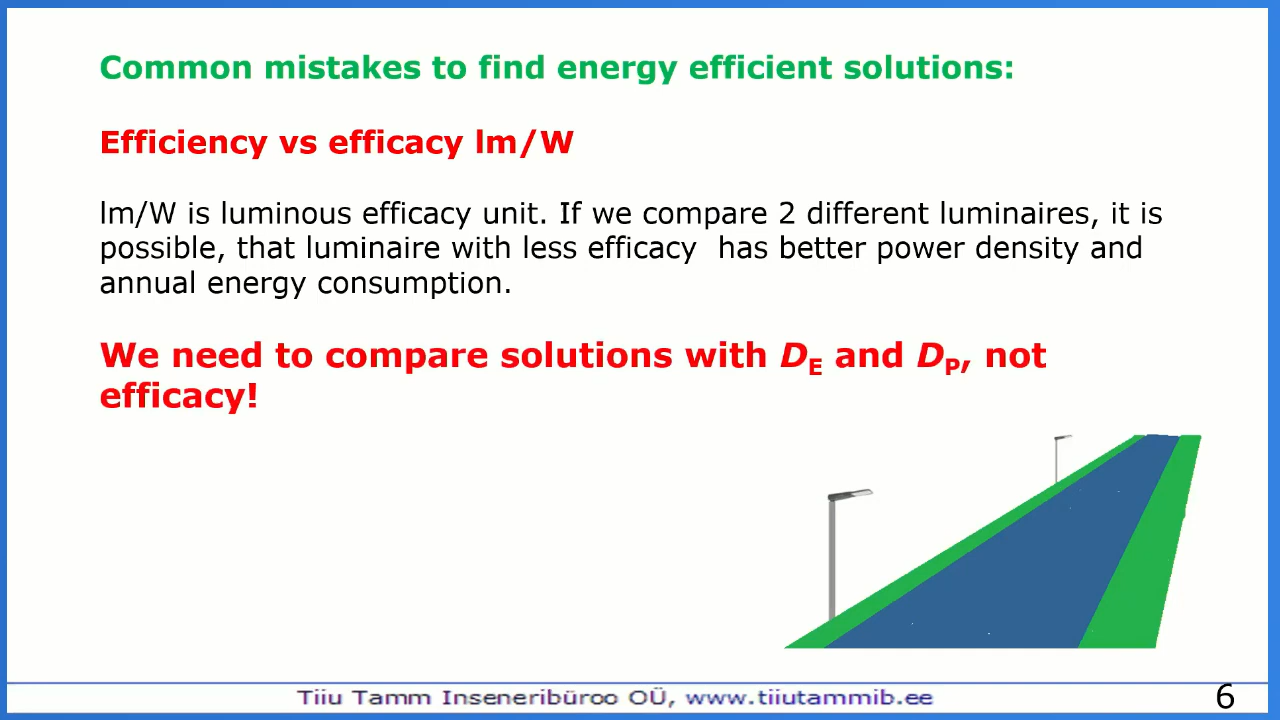 Common mistakes to find energy efficient solutions:
Efficiency vs efficacy lm/W
lm/W is luminous efficacy unit. If we compare 2 different luminaires, it is
possible, that luminaire with less efficacy  has better power density and
annual energy consumption.
We need to compare solutions with DE and DP, not
efficacy!
Tiiu Tamm Inseneribüroo OÜ, www.tiiutammib.ee
6